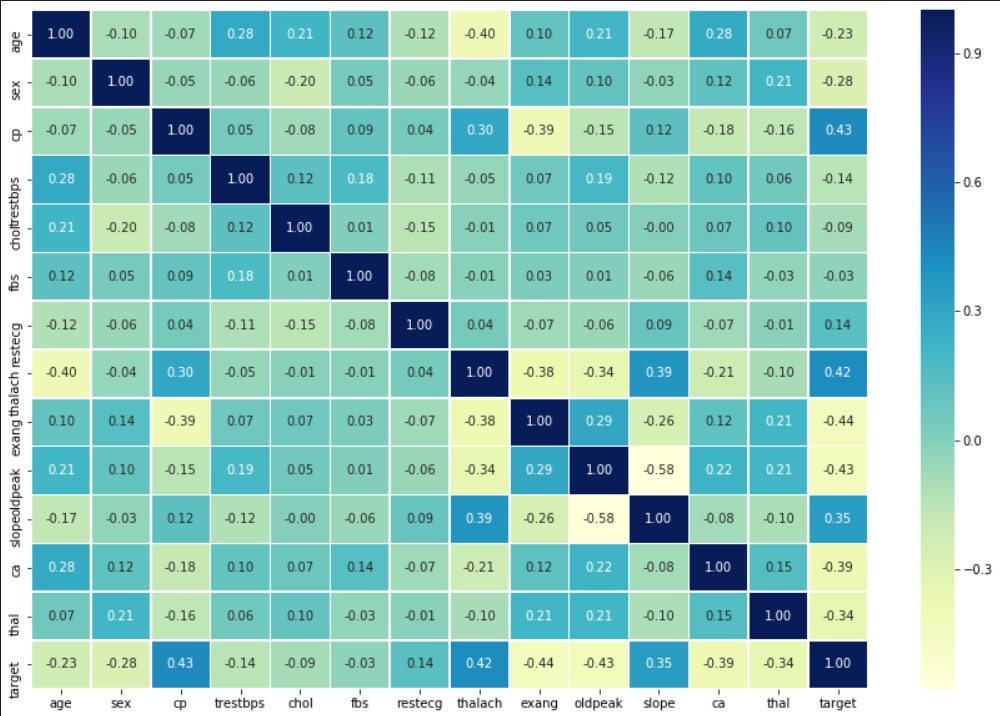 age 1.00 -0.10 -0.07 0.28 0.21 0.12 -0.12 -0.40 0.10 0.21 -0.17 0.28 0.07 -0.23
sex -0.10 1.00 -0.05 -0.06 -0.20 0.05 -0.06 -0.04 0.14 0.10 -0.03 0.12 0.21 -0.28
cp -0.07 -0.05 1.00 0.05 -0.08 0.09 0.04 0.30 -0.39 -0.15 0.12 -0.18 -0.16 0.43
trestbps 0.28 -0.06 0.05 1.00 0.12 0.18 -0.11 -0.05 0.07 0.19 -0.12 0.10 0.06 -0.14
chol 0.21 -0.20 -0.08 0.12 1.00 0.01 -0.15 -0.01 0.07 0.05 -0.00 0.07 0.10 -0.09
fbs 0.12 0.05 0.09 0.18 0.01 1.00 -0.08 -0.01 0.03 0.01 -0.06 0.14 -0.03 -0.03
restecg -0.12 -0.06 0.04 -0.11 -0.15 -0.08 1.00 0.04 -0.07 -0.06 0.09 -0.07 -0.01 0.14
thalach -0.40 -0.04 0.30 -0.05 -0.01 -0.01 0.04 1.00 -0.38 -0.34 0.39 -0.21 -0.10 0.42
exang 0.10 0.14 -0.39 0.07 0.07 0.03 -0.07 -0.38 1.00 0.29 -0.26 0.12 0.21 -0.44
oldpeak 0.21 0.10 -0.15 0.19 0.05 0.01 -0.06 -0.34 0.29 1.00 -0.58 0.22 0.21 -0.43
slope -0.17 -0.03 0.12 -0.12 -0.00 -0.06 0.09 0.39 -0.26 -0.58 1.00 -0.08 -0.10 0.35
ca 0.28 0.12 -0.18 0.10 0.07 0.14 -0.07 -0.21 0.12 0.22 -0.08 1.00 0.15 -0.39
thal 0.07 0.21 -0.16 0.06 0.10 -0.03 -0.01 -0.10 0.21 0.21 -0.10 0.15 1.00 -0.34
target -0.23 -0.28 0.43 -0.14 -0.09 -0.03 0.14 0.42 -0.44 -0.43 0.35 -0.39 -0.34 1.00
age sex cp trestbps chol fbs restecg thalach exang oldpeak slope ca thal target
0.9
0.6
0.3
0.0
−0.3